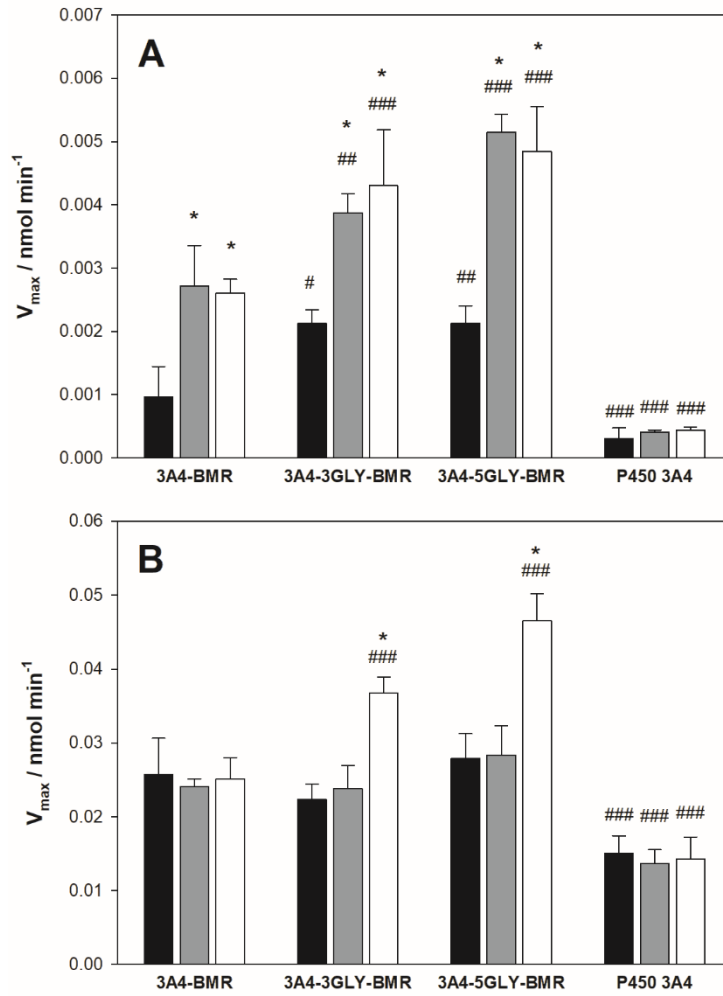 A
V_max / nmol min⁻¹
0.007
0.006
0.005
0.004
0.003
0.002
0.001
0.000
* *
* * ###
* ### ###
##
* * # ##
### ### ###
3A4-BMR 3A4-3GLY-BMR 3A4-5GLY-BMR P450 3A4
B
V_max / nmol min⁻¹
0.06
0.05
0.04
0.03
0.02
0.01
0.00
*
###
*
###
### ### ###
3A4-BMR 3A4-3GLY-BMR 3A4-5GLY-BMR P450 3A4